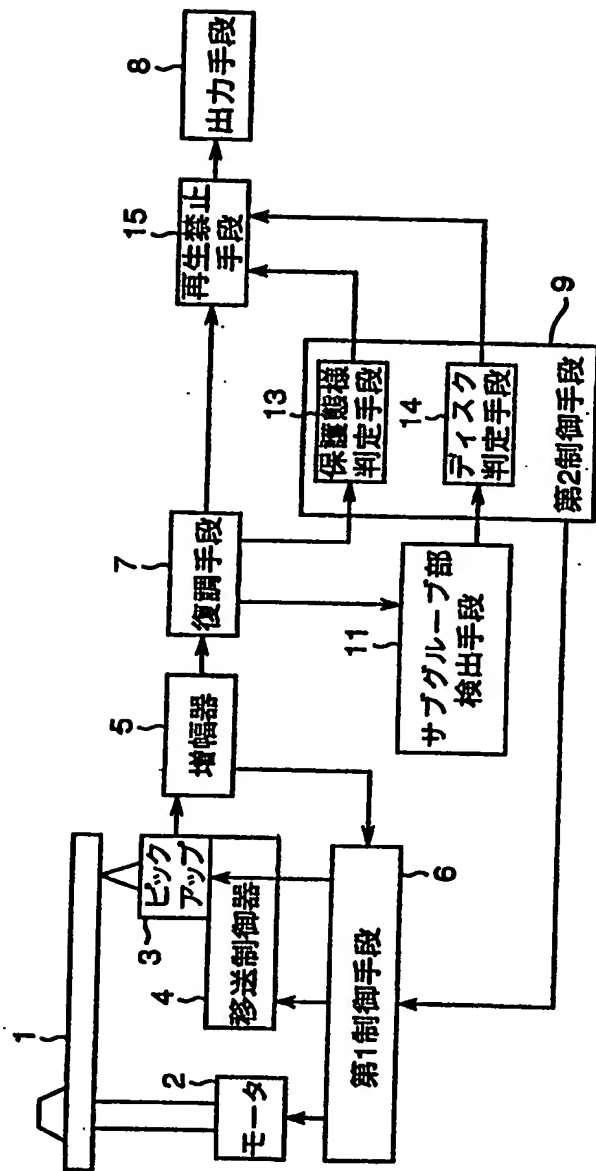 1
2
モータ
3
ピック
アップ
4
移送制御器
5
増幅器
第1制御手段
6
7
復調手段
11
サブグループ部
検出手段
13
保護態様
判定手段
14
ディスク
判定手段
第2制御手段
9
15
再生禁止
手段
8
出力手段